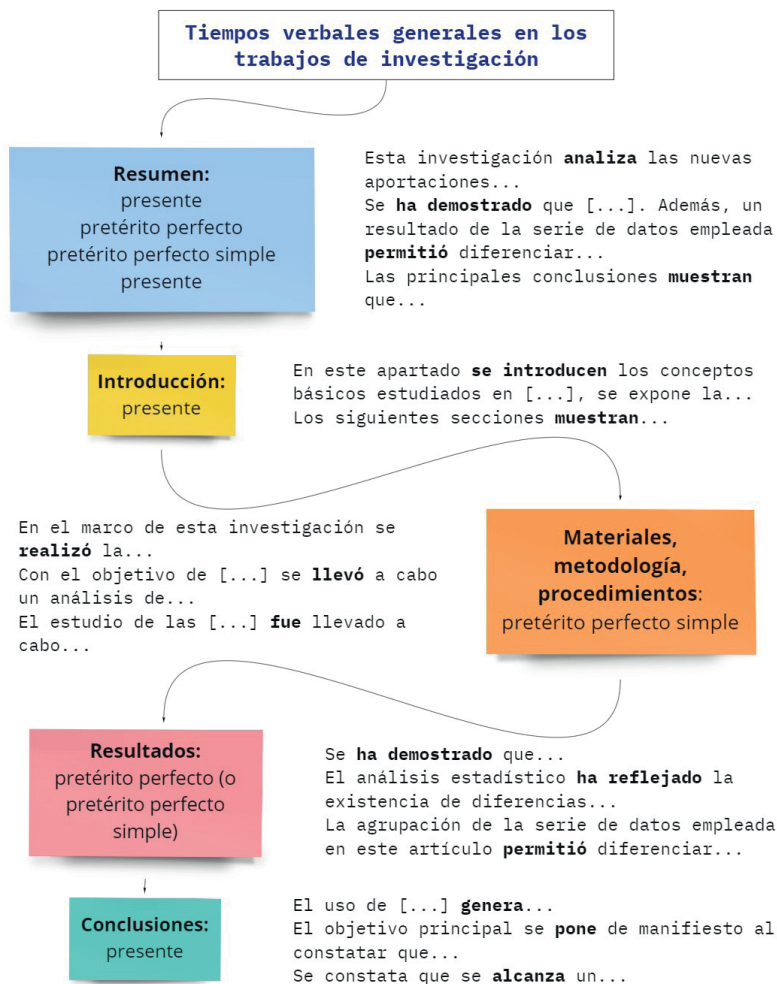 Tiempos verbales generales en los
trabajos de investigación
Resumen:
presente
pretérito perfecto
pretérito perfecto simple
presente
Esta investigación analiza las nuevas
aportaciones...
Se ha demostrado que [...]. Además, un
resultado de la serie de datos empleada
permitió diferenciar...
Las principales conclusiones muestran
que...
Introducción:
presente
En este apartado se introducen los conceptos
básicos estudiados en [...], se expone la...
Los siguientes secciones muestran...
Materiales,
metodología,
procedimientos:
pretérito perfecto simple
En el marco de esta investigación se
realizó la...
Con el objetivo de [...] se llevó a cabo
un análisis de...
El estudio de las [...] fue llevado a
cabo...
Resultados:
pretérito perfecto (o
pretérito perfecto
simple)
Se ha demostrado que...
El análisis estadístico ha reflejado la
existencia de diferencias...
La agrupación de la serie de datos empleada
en este artículo permitió diferenciar...
Conclusiones:
presente
El uso de [...] genera...
El objetivo principal se pone de manifiesto al
constatar que...
Se constata que se alcanza un...